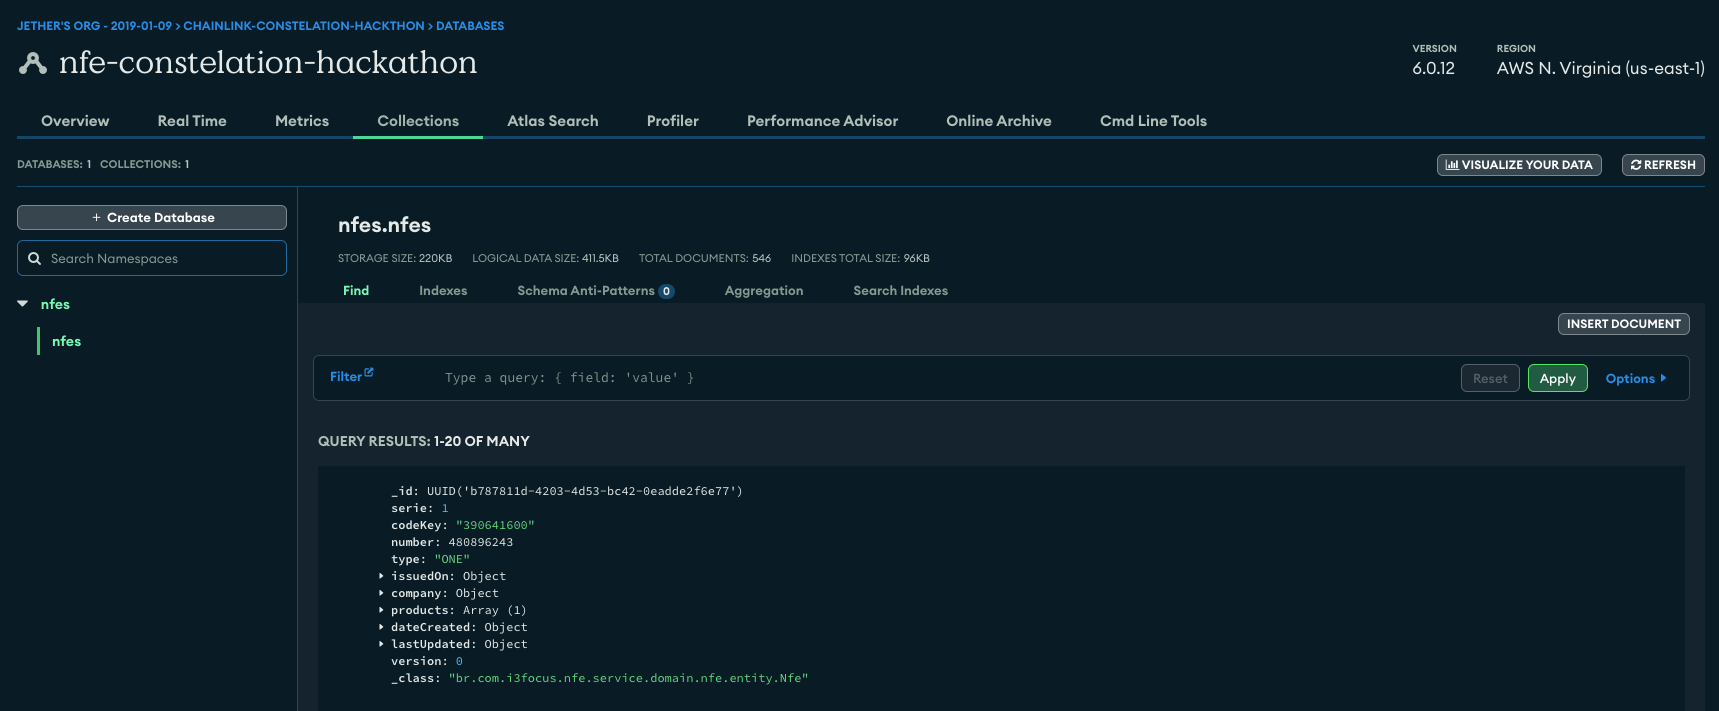 JETHER'S ORG - 2019-01-09 > CHAINLINK-CONSTELATION-HACKTHON > DATABASES
nfe-constelation-hackathon
VERSION
6.0.12
REGION
AWS N. Virginia (us-east-1)
Overview Real Time Metrics Collections Atlas Search Profiler Performance Advisor Online Archive Cmd Line Tools
DATABASES: 1 COLLECTIONS: 1
VISUALIZE YOUR DATA
REFRESH
+ Create Database
Search Namespaces
nfes
nfes
nfes.nfes
STORAGE SIZE: 220KB LOGICAL DATA SIZE: 411.5KB TOTAL DOCUMENTS: 546 INDEXES TOTAL SIZE: 96KB
Find Indexes Schema Anti-Patterns 0 Aggregation Search Indexes
INSERT DOCUMENT
Filter Type a query: { field: 'value' } Reset Apply Options
QUERY RESULTS: 1-20 OF MANY
_id: UUID('b787811d-4203-4d53-bc42-0eadde2f6e77')
serie: 1
codeKey: "390641600"
number: 480896243
type: "ONE"
issuedOn: Object
company: Object
products: Array (1)
dateCreated: Object
lastUpdated: Object
version: 0
_class: "br.com.i3focus.nfe.service.domain.nfe.entity.Nfe"